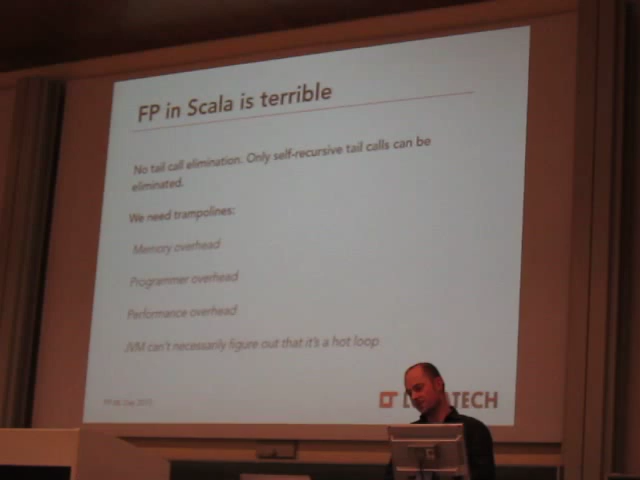 FP in Scala is terrible
No tail call elimination. Only self-recursive tail calls can be
eliminated.
We need trampolines:
Memory overhead
Programmer overhead
Performance overhead
JVM can't necessarily figure out that it's a hot loop
TECH